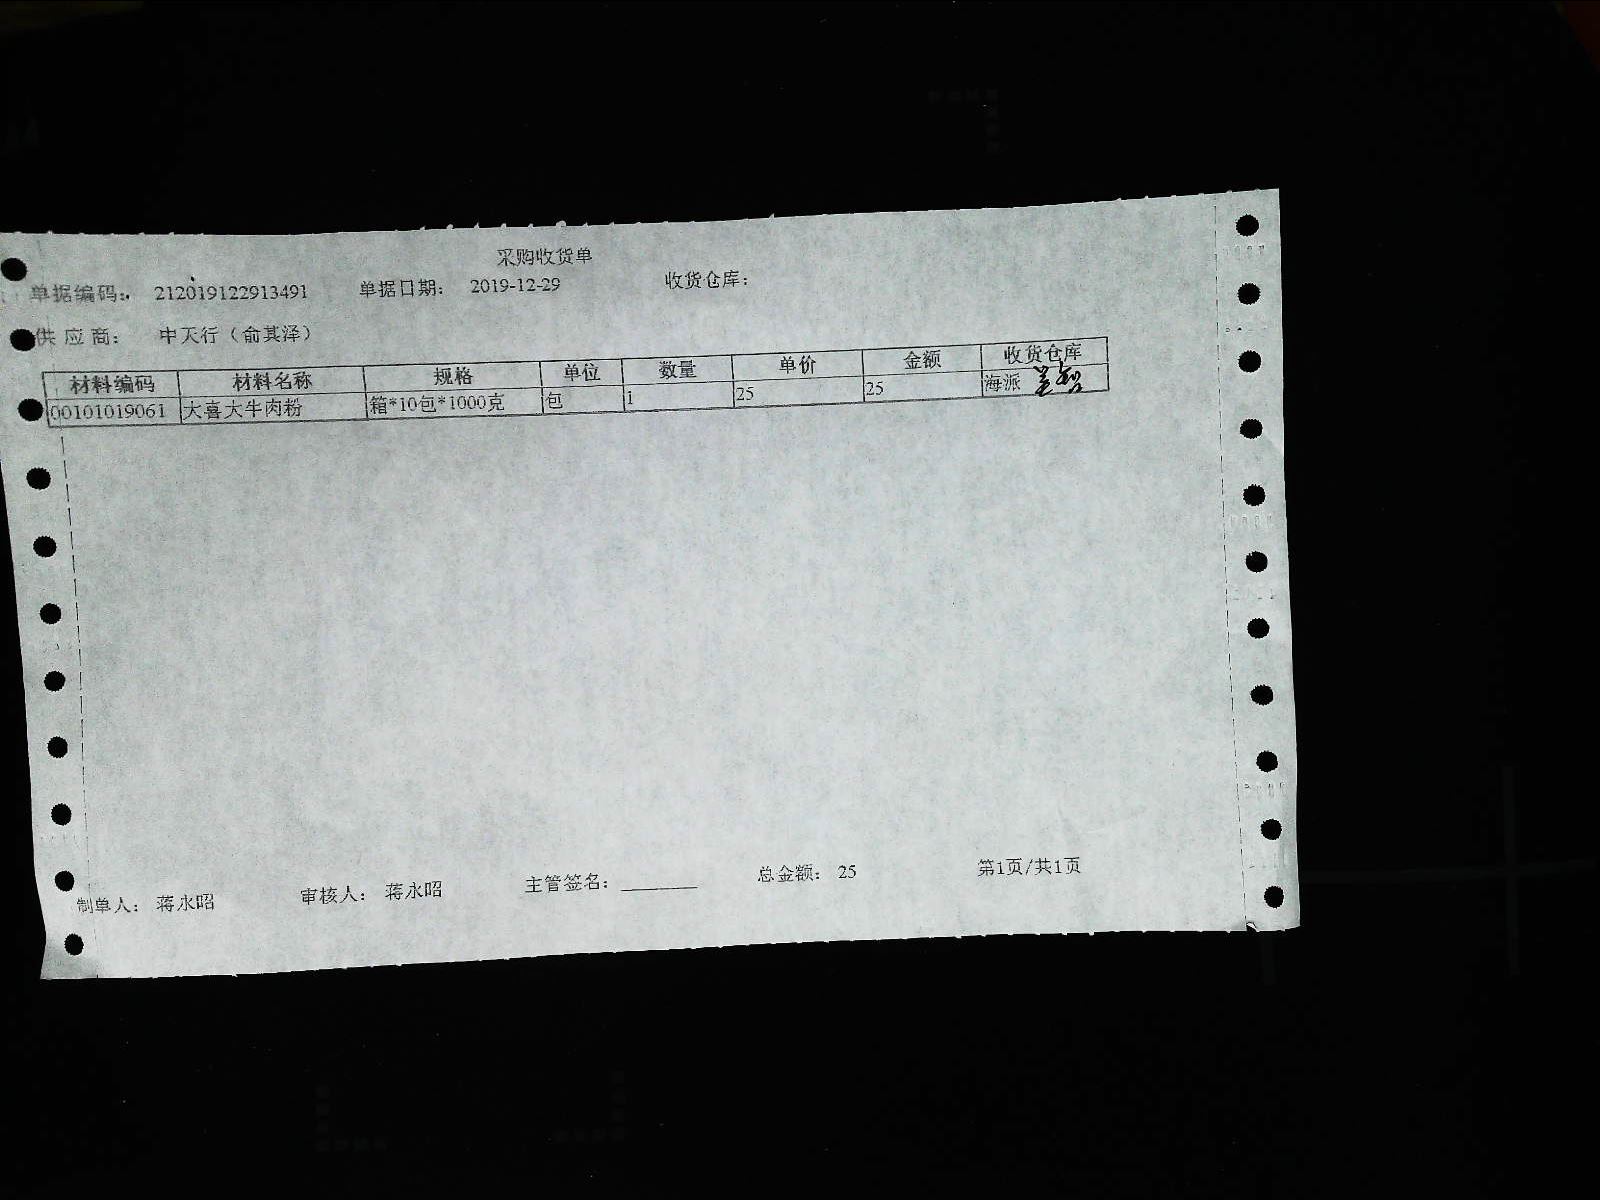 采购收货单
单据编码: 212019122913491 单据日期: 2019-12-29 收货仓库:
供应商: 中天行（俞其泽）
材料编码 材料名称 规格 单位 数量 单价 金额 收货仓库
00101019061 大喜大牛肉粉 箱*10包*1000克 包 1 25 25 海派
制单人: 蒋永昭 审核人: 蒋永昭 主管签名: ________ 总金额: 25 第1页/共1页